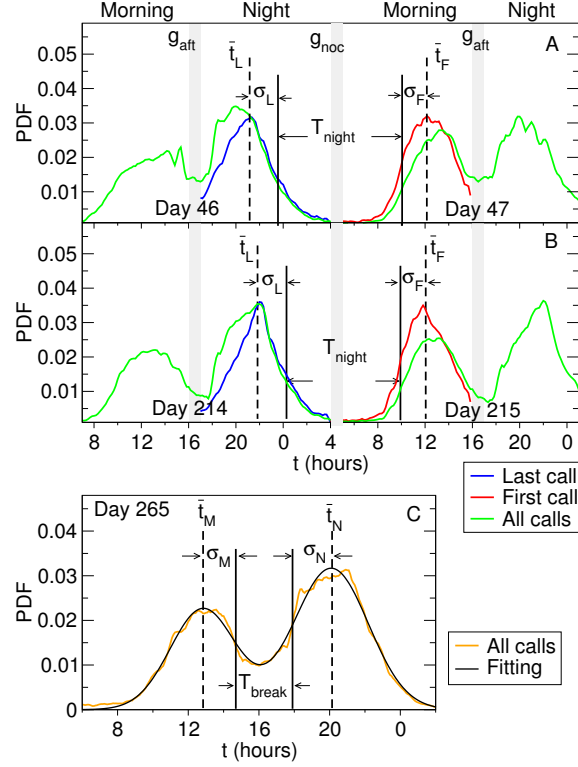 Morning Night Morning Night
g_aft g_noc g_aft A
t̄_L t̄_F
σ_L σ_F
T_night
PDF
0.05
0.04
0.03
0.02
0.01
Day 46 Day 47
B
t̄_L t̄_F
σ_L σ_F
T_night
PDF
0.05
0.04
0.03
0.02
0.01
Day 214 Day 215
8 12 16 20 0 4 8 12 16 20 0
t (hours) t (hours)
Last call
First call
All calls
Day 265 t̄_M t̄_N C
σ_M σ_N
T_break
PDF
0.04
0.03
0.02
0.01
0
8 12 16 20 0
t (hours)
All calls
Fitting